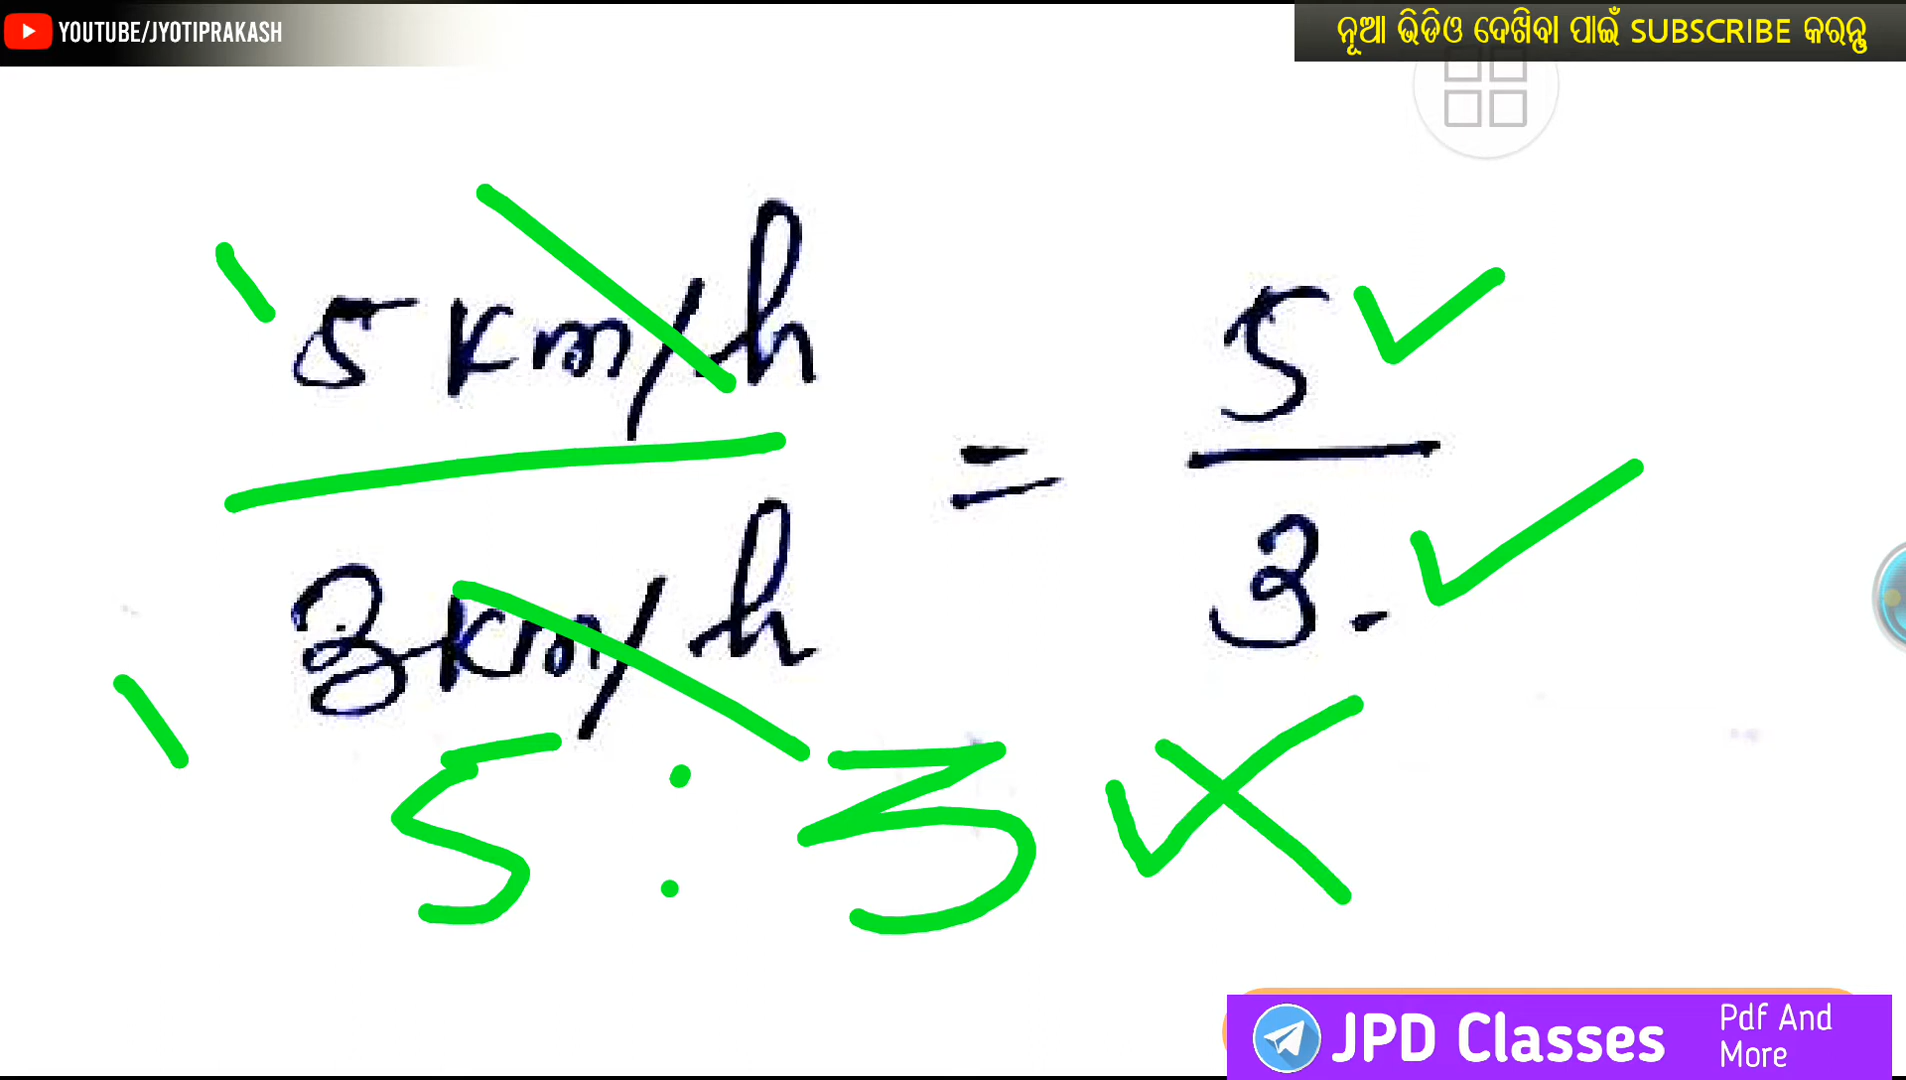 YOUTUBE/JYOTIPRAKASH
ନୂଆ ଭିଡିଓ ଦେଖିବା ପାଇଁ SUBSCRIBE କରନ୍ତୁ
5 km/h
3 km/h
=
5
3.
5 : 3
JPD Classes
Pdf And
More